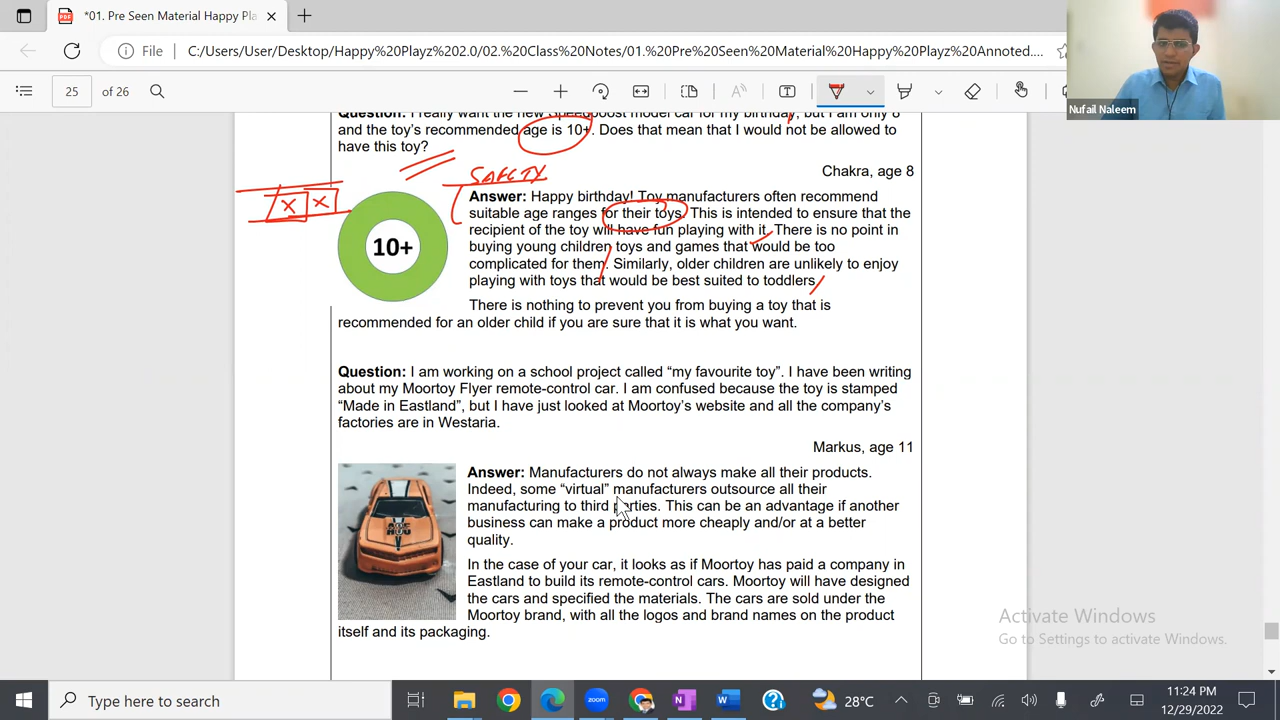 *01. Pre Seen Material Happy Pla
File
C:/Users/User/Desktop/Happy%20Playz%202.0/02.%20Class%20Notes/01.%20Pre%20Seen%20Material%20Happy%20Playz%20Annoted....
25 of 26
Nufail Naleem
and the toy's recommended age is 10+. Does that mean that I would not be allowed to
have this toy?
Chakra, age 8
SAFETY
X X
10+
Answer: Happy birthday! Toy manufacturers often recommend
suitable age ranges for their toys. This is intended to ensure that the
recipient of the toy will have fun playing with it. There is no point in
buying young children toys and games that would be too
complicated for them. Similarly, older children are unlikely to enjoy
playing with toys that would be best suited to toddlers
There is nothing to prevent you from buying a toy that is
recommended for an older child if you are sure that it is what you want.
Question: I am working on a school project called “my favourite toy”. I have been writing
about my Moortoy Flyer remote-control car. I am confused because the toy is stamped
“Made in Eastland”, but I have just looked at Moortoy's website and all the company's
factories are in Westaria.
Markus, age 11
Answer: Manufacturers do not always make all their products.
Indeed, some “virtual” manufacturers outsource all their
manufacturing to third parties. This can be an advantage if another
business can make a product more cheaply and/or at a better
quality.
In the case of your car, it looks as if Moortoy has paid a company in
Eastland to build its remote-control cars. Moortoy will have designed
the cars and specified the materials. The cars are sold under the
Moortoy brand, with all the logos and brand names on the product
itself and its packaging.
Activate Windows
Go to Settings to activate Windows.
Type here to search
zoom
28°C
11:24 PM
12/29/2022